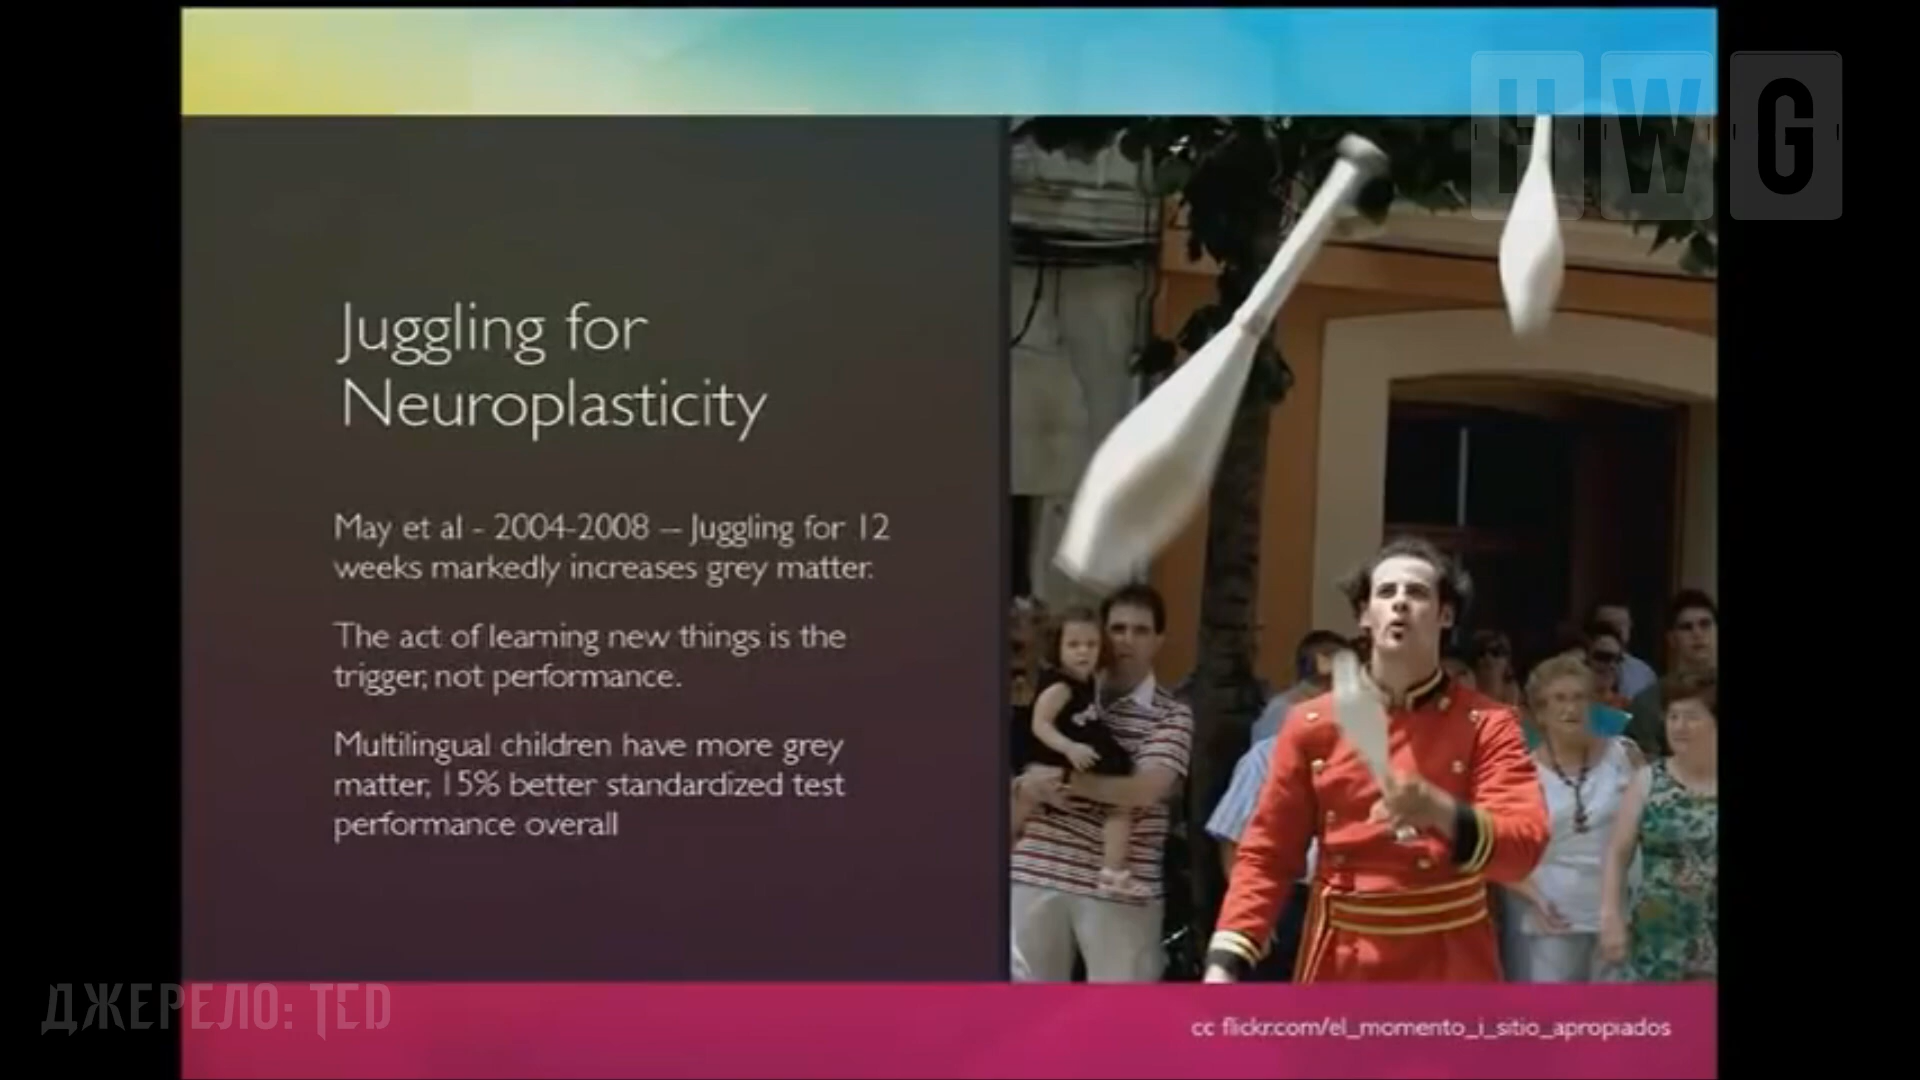 HWG
Juggling for
Neuroplasticity
May et al - 2004-2008 – Juggling for 12
weeks markedly increases grey matter.
The act of learning new things is the
trigger, not performance.
Multilingual children have more grey
matter, 15% better standardized test
performance overall
ДЖЕРЕЛО: TED
cc flickr.com/el_momento_i_sitio_apropiados